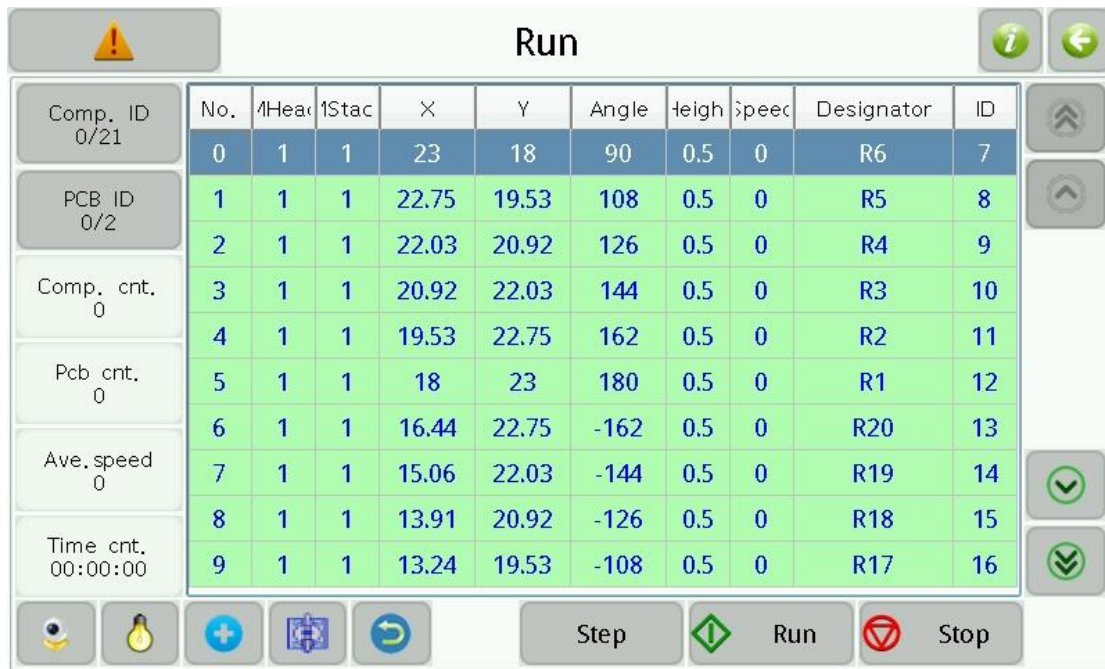 Run
Comp. ID
0/21
PCB ID
0/2
Comp. cnt.
0
Pcb cnt.
0
Ave.speed
0
Time cnt.
00:00:00
No. X Y Angle Designator ID
0 1 1 23 18 90 0.5 0 R6 7
1 1 1 22.75 19.53 108 0.5 0 R5 8
2 1 1 22.03 20.92 126 0.5 0 R4 9
3 1 1 20.92 22.03 144 0.5 0 R3 10
4 1 1 19.53 22.75 162 0.5 0 R2 11
5 1 1 18 23 180 0.5 0 R1 12
6 1 1 16.44 22.75 -162 0.5 0 R20 13
7 1 1 15.06 22.03 -144 0.5 0 R19 14
8 1 1 13.91 20.92 -126 0.5 0 R18 15
9 1 1 13.24 19.53 -108 0.5 0 R17 16
Step Run Stop